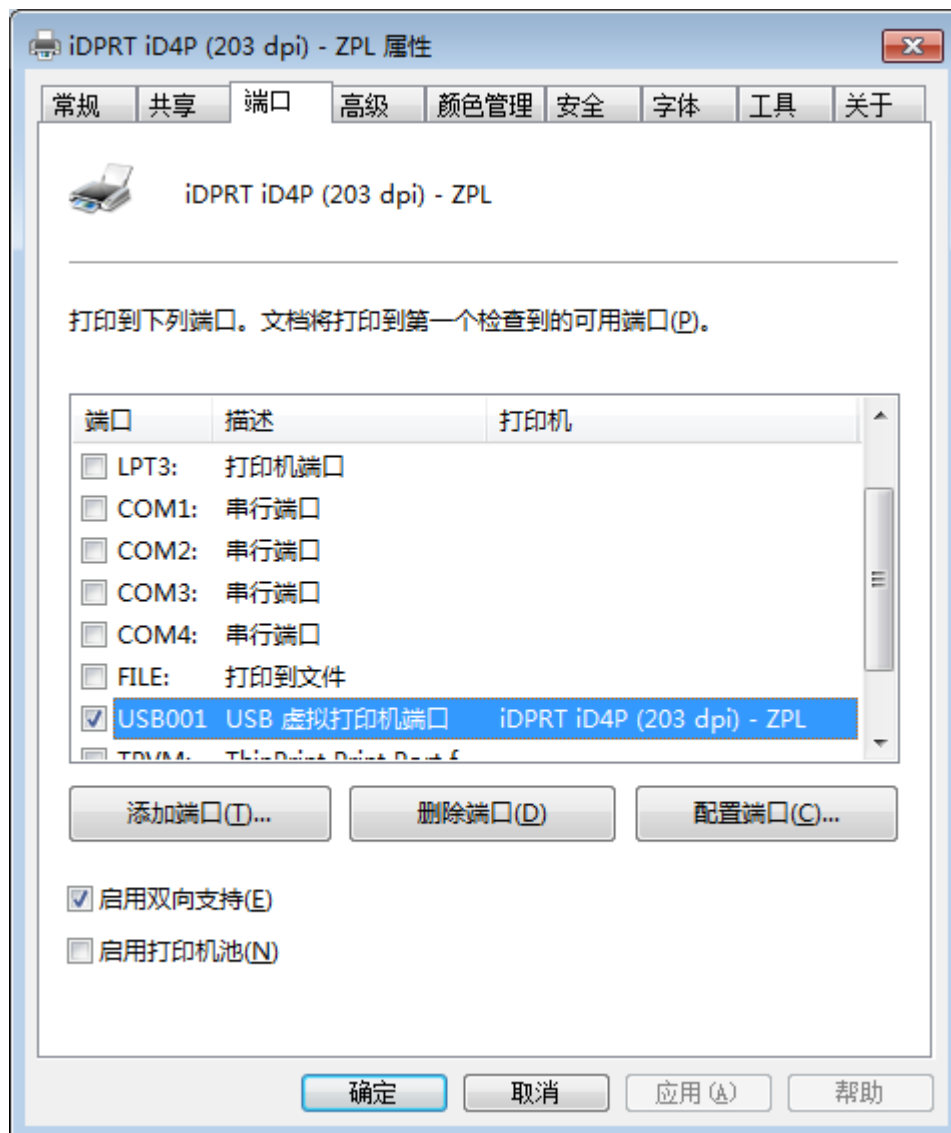 iDPRT iD4P (203 dpi) - ZPL 属性
常规 共享 端口 高级 颜色管理 安全 字体 工具 关于
iDPRT iD4P (203 dpi) - ZPL
打印到下列端口。文档将打印到第一个检查到的可用端口(P)。
端口 描述 打印机
LPT3: 打印机端口
COM1: 串行端口
COM2: 串行端口
COM3: 串行端口
COM4: 串行端口
FILE: 打印到文件
USB001 USB 虚拟打印机端口 iDPRT iD4P (203 dpi) - ZPL
TPVM: ThinPrint Print Port f
添加端口(T)... 删除端口(D) 配置端口(C)...
启用双向支持(E)
启用打印机池(N)
确定 取消 应用(A) 帮助